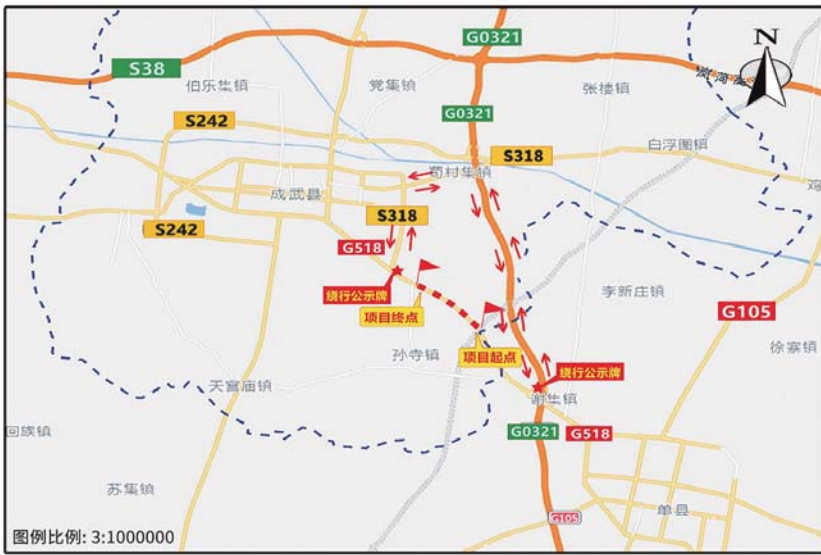 G0321
N
S38
伯乐集镇
党集镇
张楼镇
G0321
S242
白浮图镇
S318
苟村集镇
成武县
S318
S242
G518
李新庄镇
绕行公示牌
G105
项目终点
徐寨镇
孙寺镇
项目起点
绕行公示牌
天宫庙镇
谢集镇
回族镇
G0321
G518
苏集镇
单县
G105
图例比例: 3:1000000